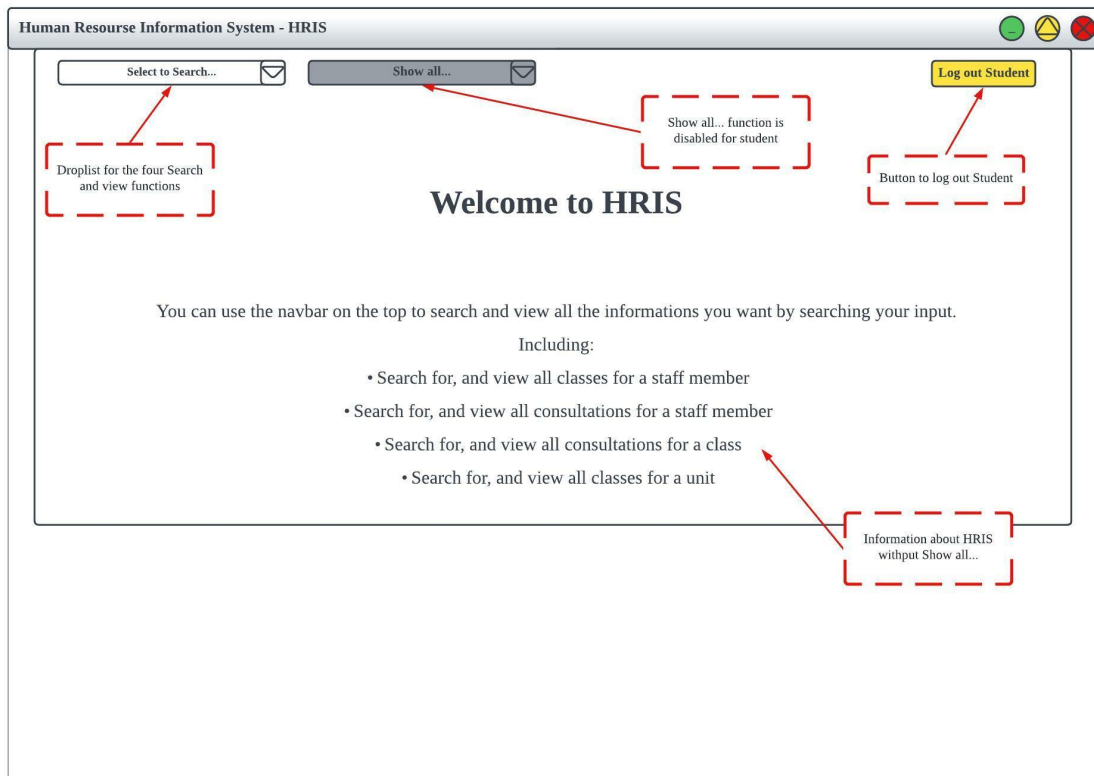 Human Resourse Information System - HRIS
Select to Search...
Show all...
Log out Student
Show all... function is
disabled for student
Droplist for the four Search
and view functions
Button to log out Student
Welcome to HRIS
You can use the navbar on the top to search and view all the informations you want by searching your input.
Including:
• Search for, and view all classes for a staff member
• Search for, and view all consultations for a staff member
• Search for, and view all consultations for a class
• Search for, and view all classes for a unit
Information about HRIS
withput Show all...